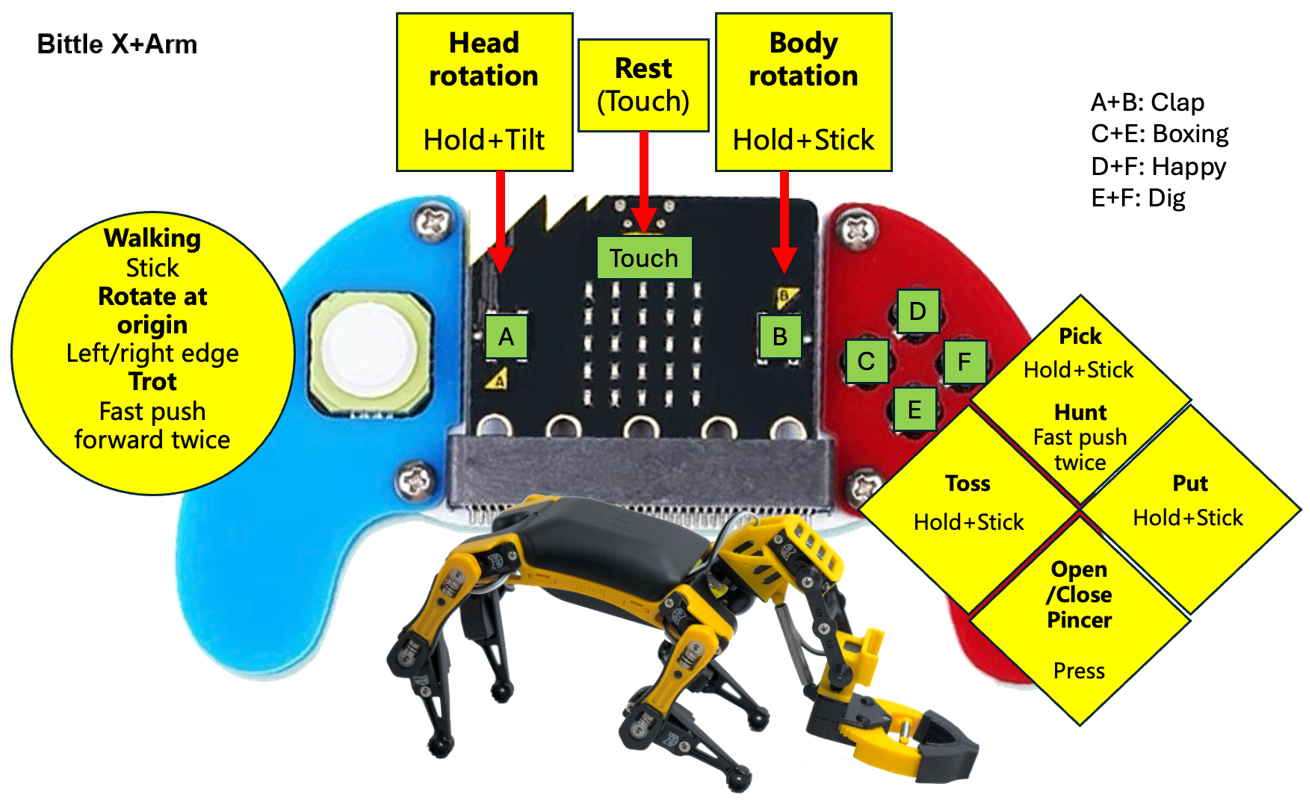 Bittle X+Arm
Head
rotation
Hold+Tilt
Rest
(Touch)
Body
rotation
Hold+Stick
A+B: Clap
C+E: Boxing
D+F: Happy
E+F: Dig
Walking
Stick
Rotate at
origin
Left/right edge
Trot
Fast push
forward twice
Touch
A
A
B
B
D
C
F
E
Pick
Hold+Stick
Hunt
Fast push
twice
Toss
Hold+Stick
Put
Hold+Stick
Open
/Close
Pincer
Press